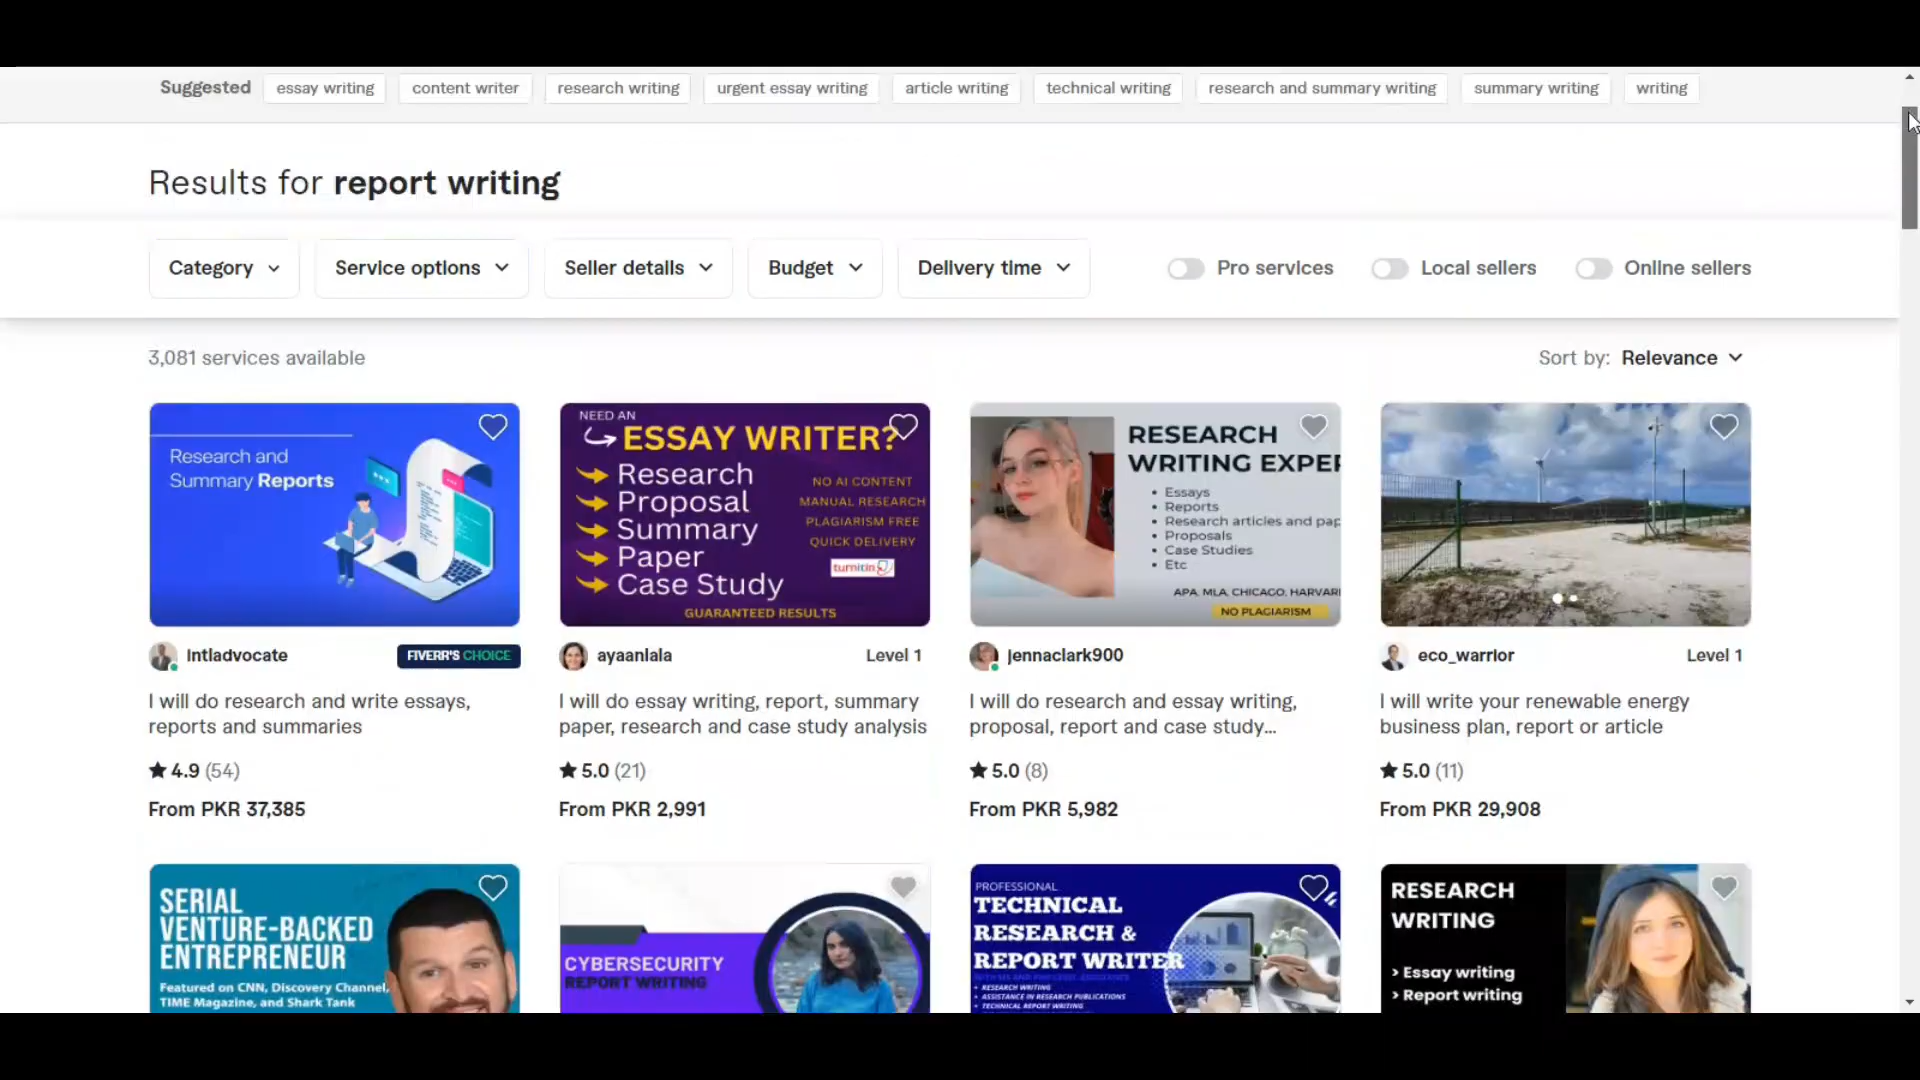 Suggested essay writing content writer research writing urgent essay writing article writing technical writing research and summary writing summary writing writing
Results for report writing
Category Service options Seller details Budget Delivery time Pro services Local sellers Online sellers
3,081 services available Sort by: Relevance
Research and
Summary Reports
NEED AN
ESSAY WRITER?
Research
Proposal
Summary
Paper
Case Study
NO AI CONTENT
MANUAL RESEARCH
PLAGIARISM FREE
QUICK DELIVERY
turnitin
GUARANTEED RESULTS
RESEARCH
WRITING EXPER
• Essays
• Reports
• Research articles and pap
• Proposals
• Case Studies
• Etc
APA, MLA, CHICAGO, HARVAR
NO PLAGIARISM
intladvocate FIVERR'S CHOICE
I will do research and write essays,
reports and summaries
4.9 (54)
From PKR 37,385
ayaanlala Level 1
I will do essay writing, report, summary
paper, research and case study analysis
5.0 (21)
From PKR 2,991
jennaclark900
I will do research and essay writing,
proposal, report and case study...
5.0 (8)
From PKR 5,982
eco_warrior Level 1
I will write your renewable energy
business plan, report or article
5.0 (11)
From PKR 29,908
SERIAL
VENTURE-BACKED
ENTREPRENEUR
Featured on CNN, Discovery Channel,
TIME Magazine, and Shark Tank
CYBERSECURITY
REPORT WRITING
PROFESSIONAL
TECHNICAL
RESEARCH &
REPORT WRITER
• RESEARCH WRITING
• ASSISTANCE IN RESEARCH PUBLICATIONS
• TECHNICAL REPORT WRITING
RESEARCH
WRITING
> Essay writing
> Report writing